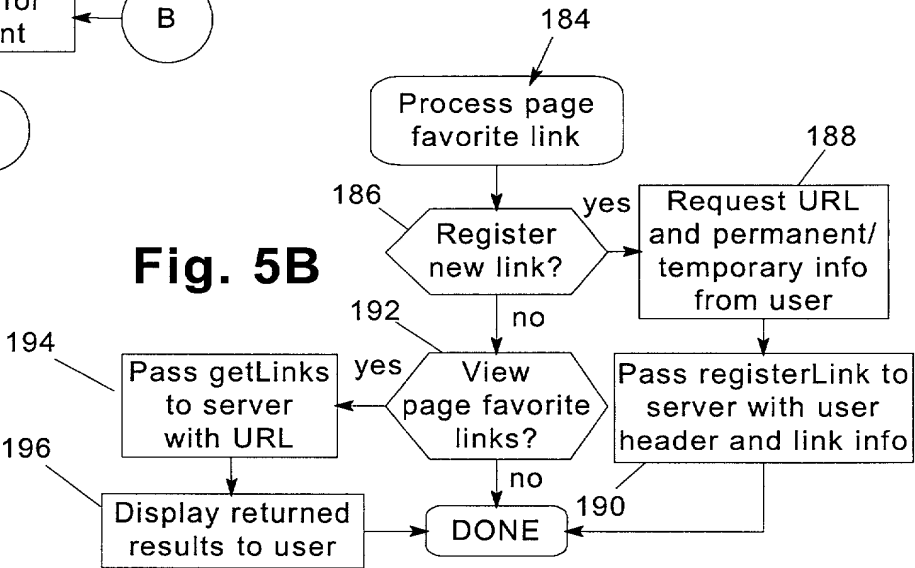 nt
B
184
Process page
favorite link
188
186
yes
Register
new link?
Request URL
and permanent/
temporary info
from user
Fig. 5B
192
no
194
yes
View
page favorite
links?
Pass getLinks
to server
with URL
Pass registerLink to
server with user
header and link info
196
no
190
Display returned
results to user
DONE